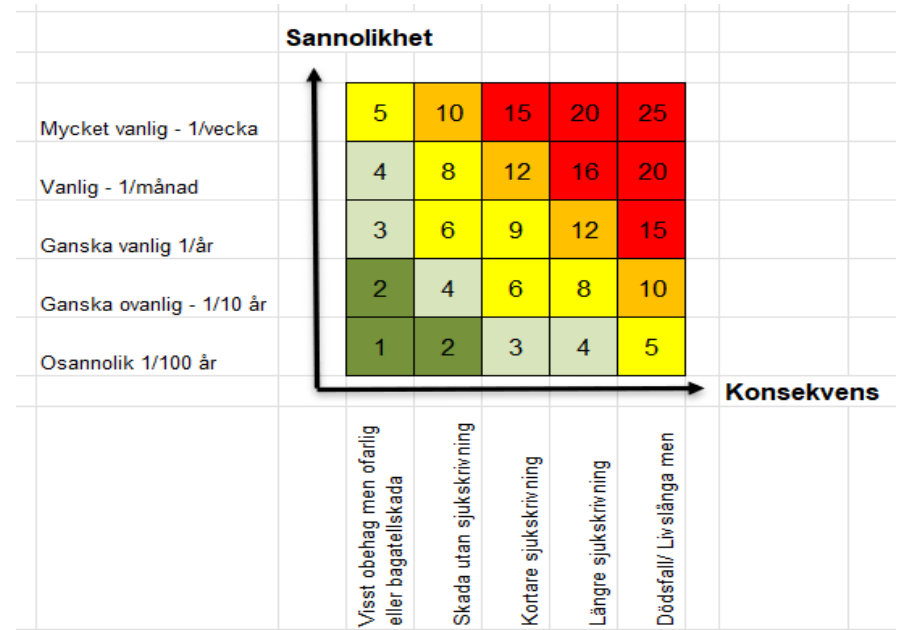 Sannolikhet
Mycket vanlig - 1/vecka
5 10 15 20 25
Vanlig - 1/månad
4 8 12 16 20
Ganska vanlig 1/år
3 6 9 12 15
Ganska ovanlig - 1/10 år
2 4 6 8 10
Osannolik 1/100 år
1 2 3 4 5
Konsekvens
Visst obehag men ofarlig
eller bagatellskada
Skada utan sjukskrivning
Kortare sjukskrivning
Längre sjukskrivning
Dödsfall/ Livslånga men